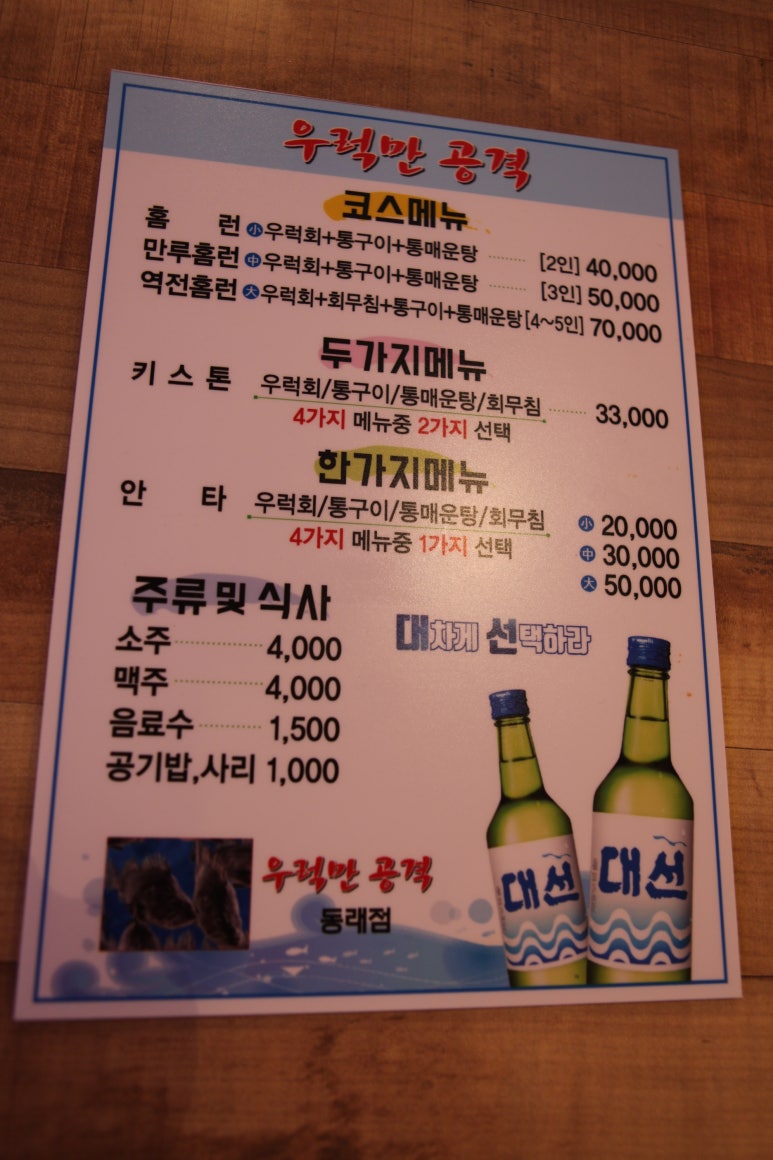 우럭만 공격
코스메뉴
홈 런 小 우럭회+통구이+통매운탕 ········ [2인] 40,000
만루홈런 中 우럭회+통구이+통매운탕 ········ [3인] 50,000
역전홈런 大 우럭회+회무침+통구이+통매운탕 [4~5인] 70,000
두가지메뉴
키스톤 우럭회/통구이/통매운탕/회무침 ········ 33,000
4가지 메뉴중 2가지 선택
한가지메뉴
안 타 우럭회/통구이/통매운탕/회무침 小 20,000
4가지 메뉴중 1가지 선택 中 30,000
大 50,000
주류 및 식사
소주 ············ 4,000
맥주 ············ 4,000
음료수 ········ 1,500
공기밥,사리 1,000
대차게 선택하라
대선
대선
우럭만 공격
동래점